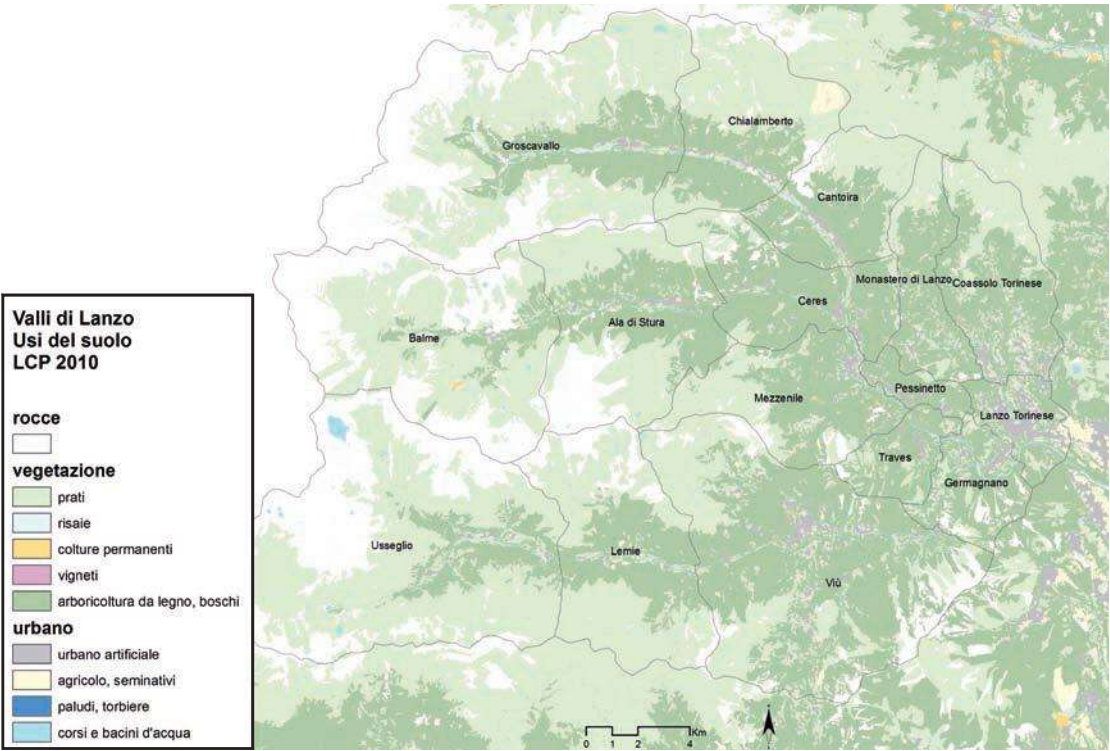 Valli di Lanzo
Usi del suolo
LCP 2010
rocce
vegetazione
prati
risaie
colture permanenti
vigneti
arboricoltura da legno, boschi
urbano
urbano artificiale
agricolo, seminativi
paludi, torbiere
corsi e bacini d'acqua
Chialamberto
Groscavallo
Cantoira
Monastero di Lanzo
Coassolo Torinese
Ceres
Ala di Stura
Balme
Pessinetto
Mezzenile
Lanzo Torinese
Traves
Germagnano
Usseglio
Lemie
Viù
Km
0 1 2 4